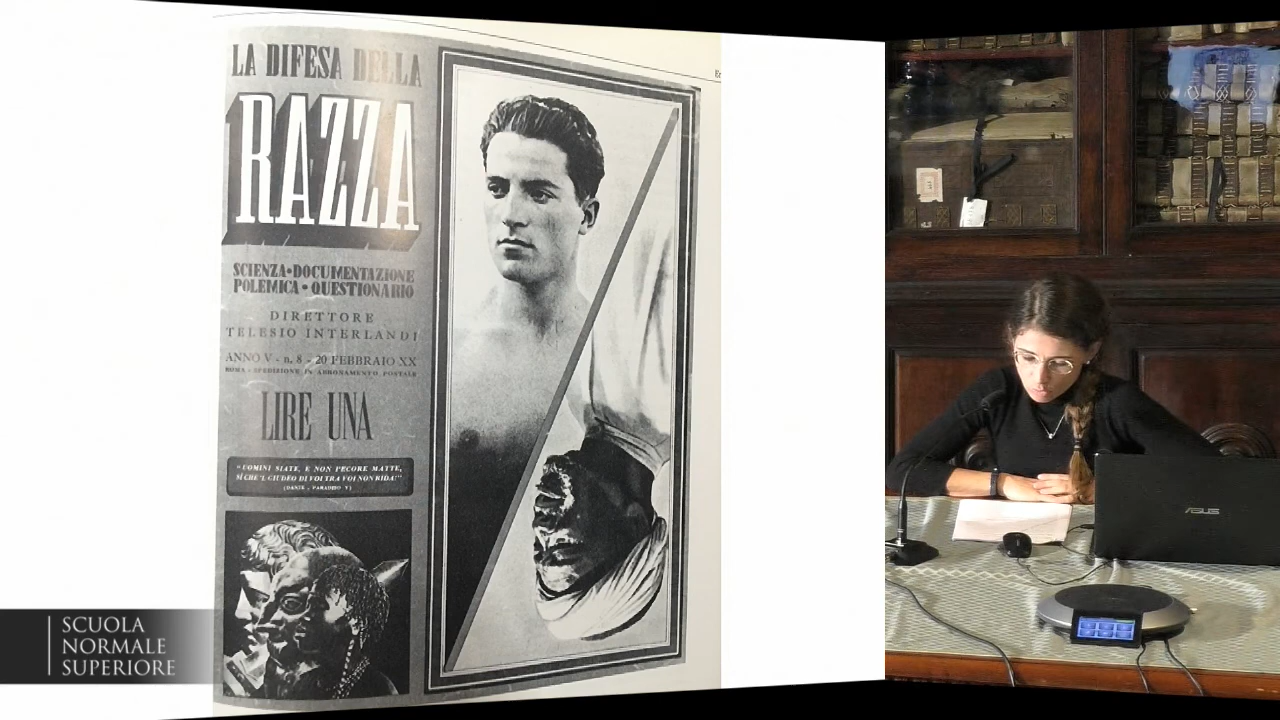 LA DIFESA DELLA
RAZZA
SCIENZA•DOCUMENTAZIONE
POLEMICA•QUESTIONARIO
DIRETTORE
TELESIO INTERLANDI
ANNO V - n. 8 - 20 FEBBRAIO XX
ROMA - SPEDIZIONE IN ABBONAMENTO POSTALE
LIRE UNA
"UOMINI SIATE, E NON PECORE MATTE,
SÌ CHE 'L GIUDEO DI VOI TRA VOI NON RIDA!"
(DANTE - PARADISO V)
SCUOLA
NORMALE
SUPERIORE
ASUS